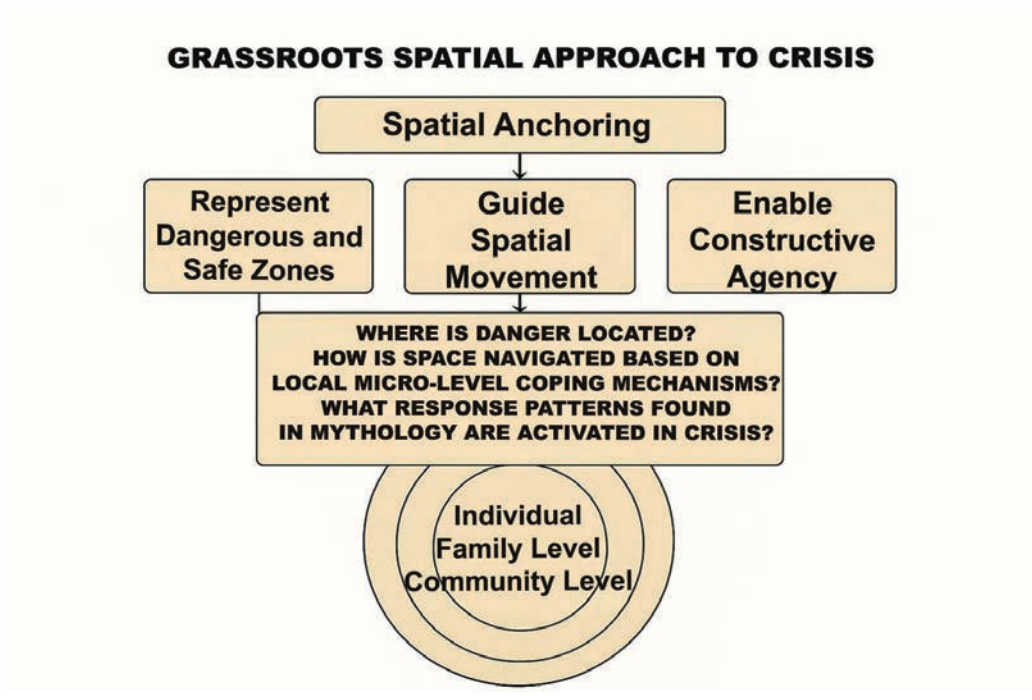 GRASSROOTS SPATIAL APPROACH TO CRISIS
Spatial Anchoring
Represent
Dangerous and
Safe Zones
Guide
Spatial
Movement
Enable
Constructive
Agency
WHERE IS DANGER LOCATED?
HOW IS SPACE NAVIGATED BASED ON
LOCAL MICRO-LEVEL COPING MECHANISMS?
WHAT RESPONSE PATTERNS FOUND
IN MYTHOLOGY ARE ACTIVATED IN CRISIS?
Individual
Family Level
Community Level